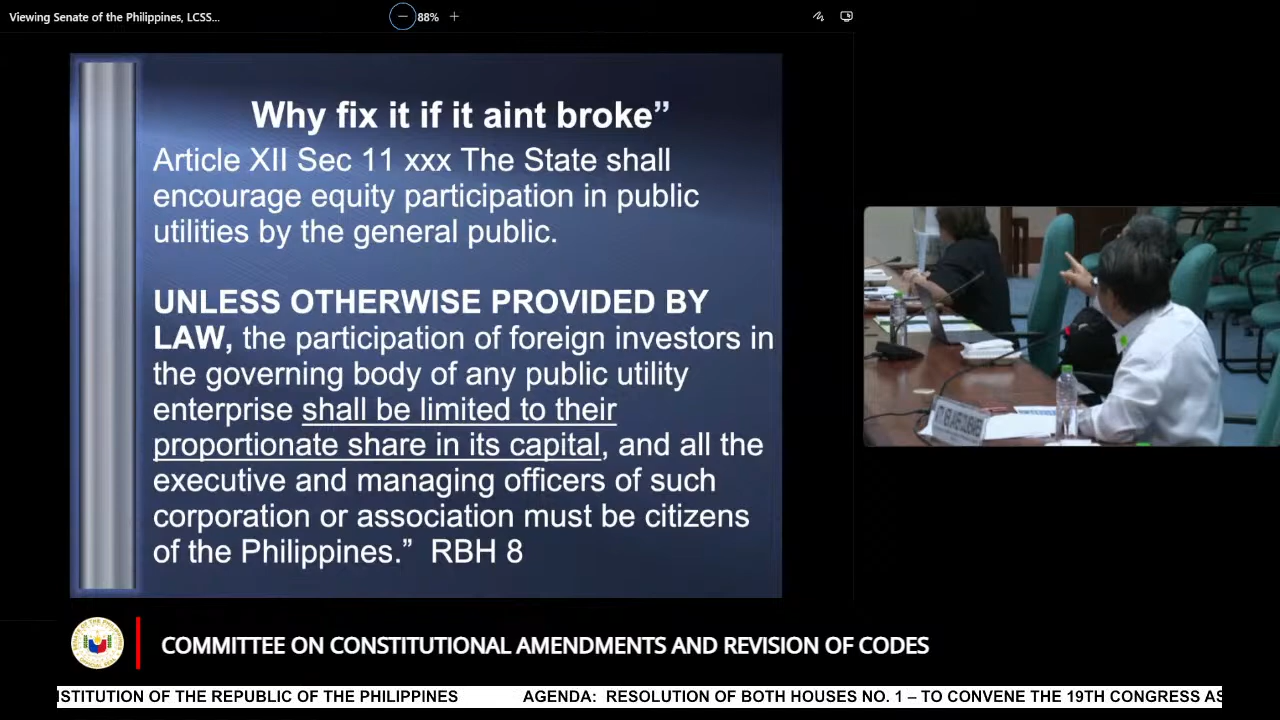 Viewing Senate of the Philippines, LCSS...
88%
Why fix it if it aint broke”
Article XII Sec 11 xxx The State shall
encourage equity participation in public
utilities by the general public.
UNLESS OTHERWISE PROVIDED BY
LAW, the participation of foreign investors in
the governing body of any public utility
enterprise shall be limited to their
proportionate share in its capital, and all the
executive and managing officers of such
corporation or association must be citizens
of the Philippines.” RBH 8
COMMITTEE ON CONSTITUTIONAL AMENDMENTS AND REVISION OF CODES
STITUTION OF THE REPUBLIC OF THE PHILIPPINES AGENDA: RESOLUTION OF BOTH HOUSES NO. 1 – TO CONVENE THE 19TH CONGRESS AS